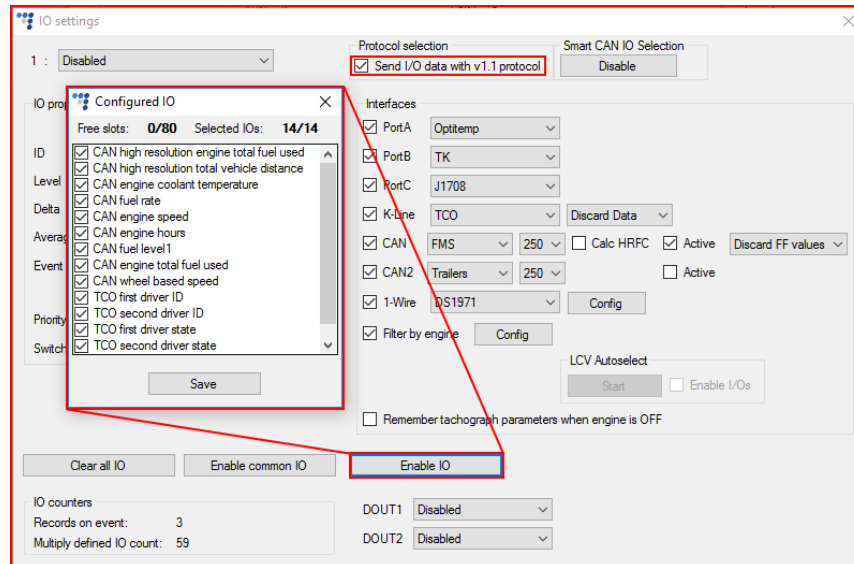 IO settings
1 : Disabled
Protocol selection
Send I/O data with v1.1 protocol
Smart CAN IO Selection
Disable
IO prop
ID
Level
Delta
Averag
Event
Priority
Switch
Configured IO
Free slots: 0/80 Selected IOs: 14/14
CAN high resolution engine total fuel used
CAN high resolution total vehicle distance
CAN engine coolant temperature
CAN fuel rate
CAN engine speed
CAN engine hours
CAN fuel level1
CAN engine total fuel used
CAN wheel based speed
TCO first driver ID
TCO second driver ID
TCO first driver state
TCO second driver state
Save
Interfaces
PortA Optitemp
PortB TK
PortC J1708
K-Line TCO Discard Data
CAN FMS 250 Calc HRFC Active Discard FF values
CAN2 Trailers 250 Active
1-Wire DS1971 Config
Filter by engine Config
LCV Autoselect
Start Enable I/Os
Remember tachograph parameters when engine is OFF
Clear all IO Enable common IO Enable IO
IO counters
Records on event: 3
Multiply defined IO count: 59
DOUT1 Disabled
DOUT2 Disabled